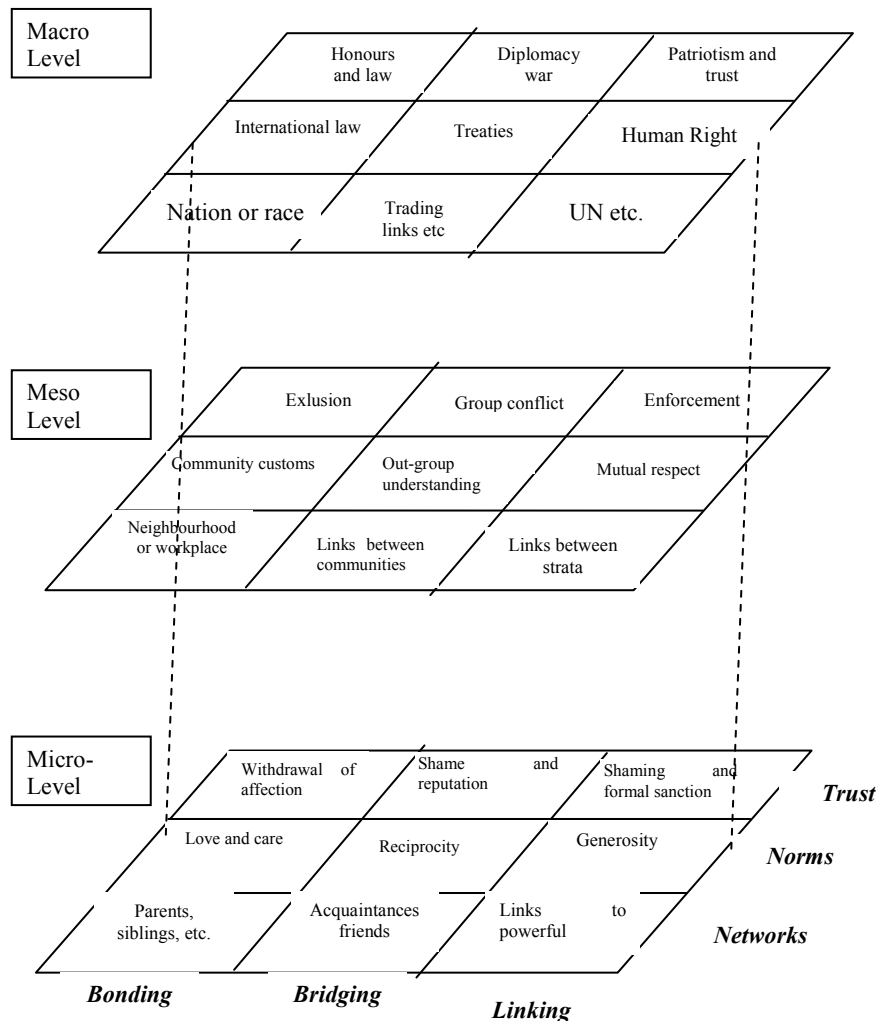 Macro
Level
Honours
and law
Diplomacy
war
Patriotism and
trust
International law
Treaties
Human Right
Nation or race
Trading
links etc
UN etc.
Meso
Level
Exlusion
Group conflict
Enforcement
Community customs
Out-group
understanding
Mutual respect
Neighbourhood
or workplace
Links between
communities
Links between
strata
Micro-
Level
Withdrawal of
affection
Shame and
reputation
Shaming and
formal sanction
Trust
Love and care
Reciprocity
Generosity
Norms
Parents,
siblings, etc.
Acquaintances
friends
Links to
powerful
Networks
Bonding
Bridging
Linking